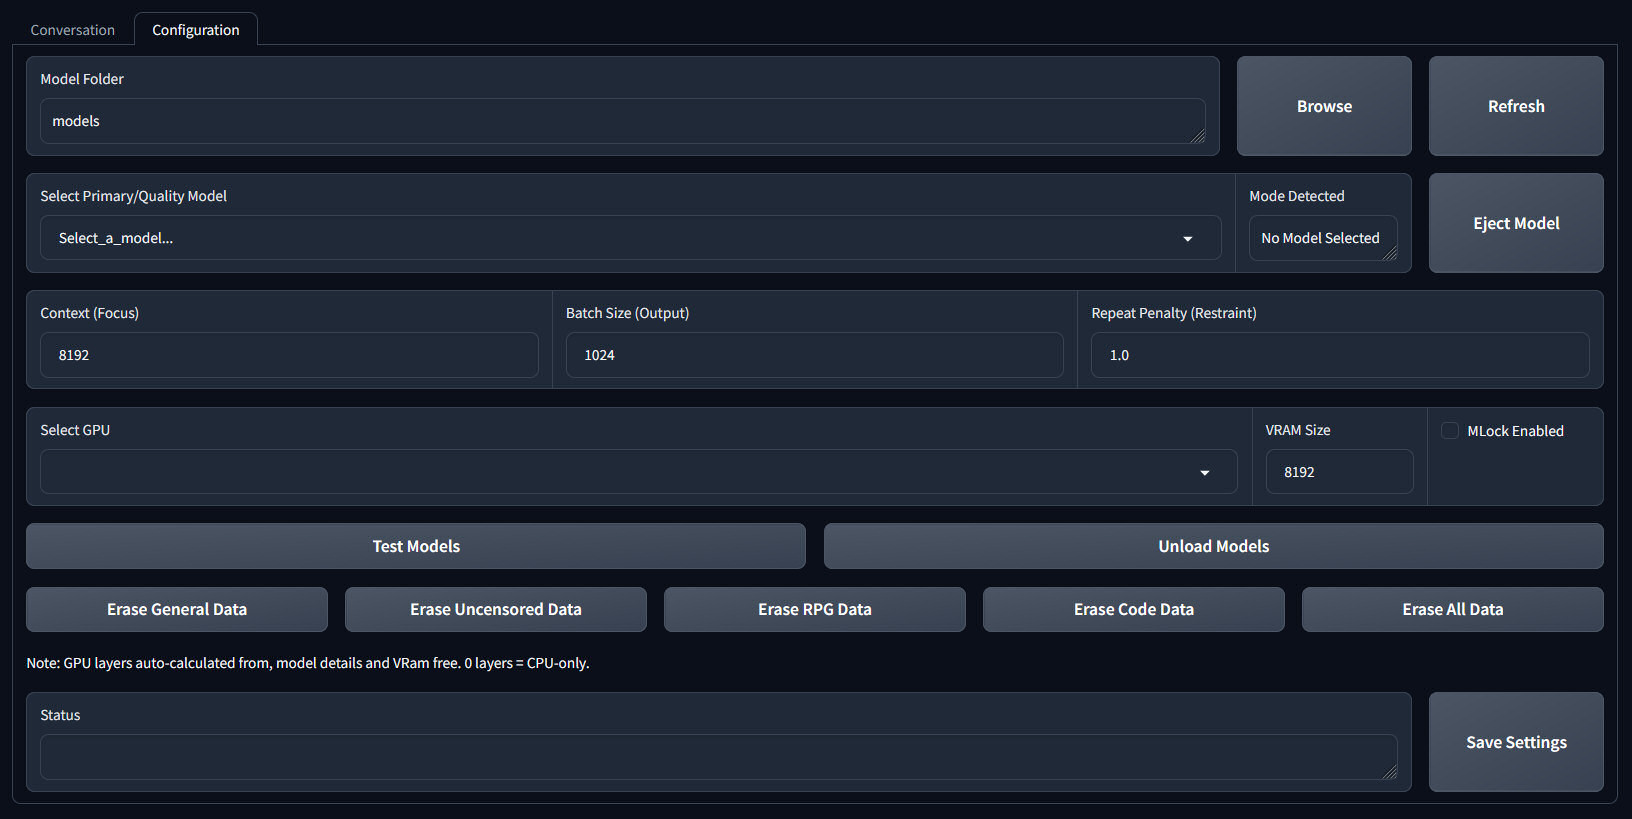 Conversation
Configuration
Model Folder
models
Browse
Refresh
Select Primary/Quality Model
Select_a_model...
Mode Detected
No Model Selected
Eject Model
Context (Focus)
8192
Batch Size (Output)
1024
Repeat Penalty (Restraint)
1.0
Select GPU
VRAM Size
8192
MLock Enabled
Test Models
Unload Models
Erase General Data
Erase Uncensored Data
Erase RPG Data
Erase Code Data
Erase All Data
Note: GPU layers auto-calculated from, model details and VRam free. 0 layers = CPU-only.
Status
Save Settings